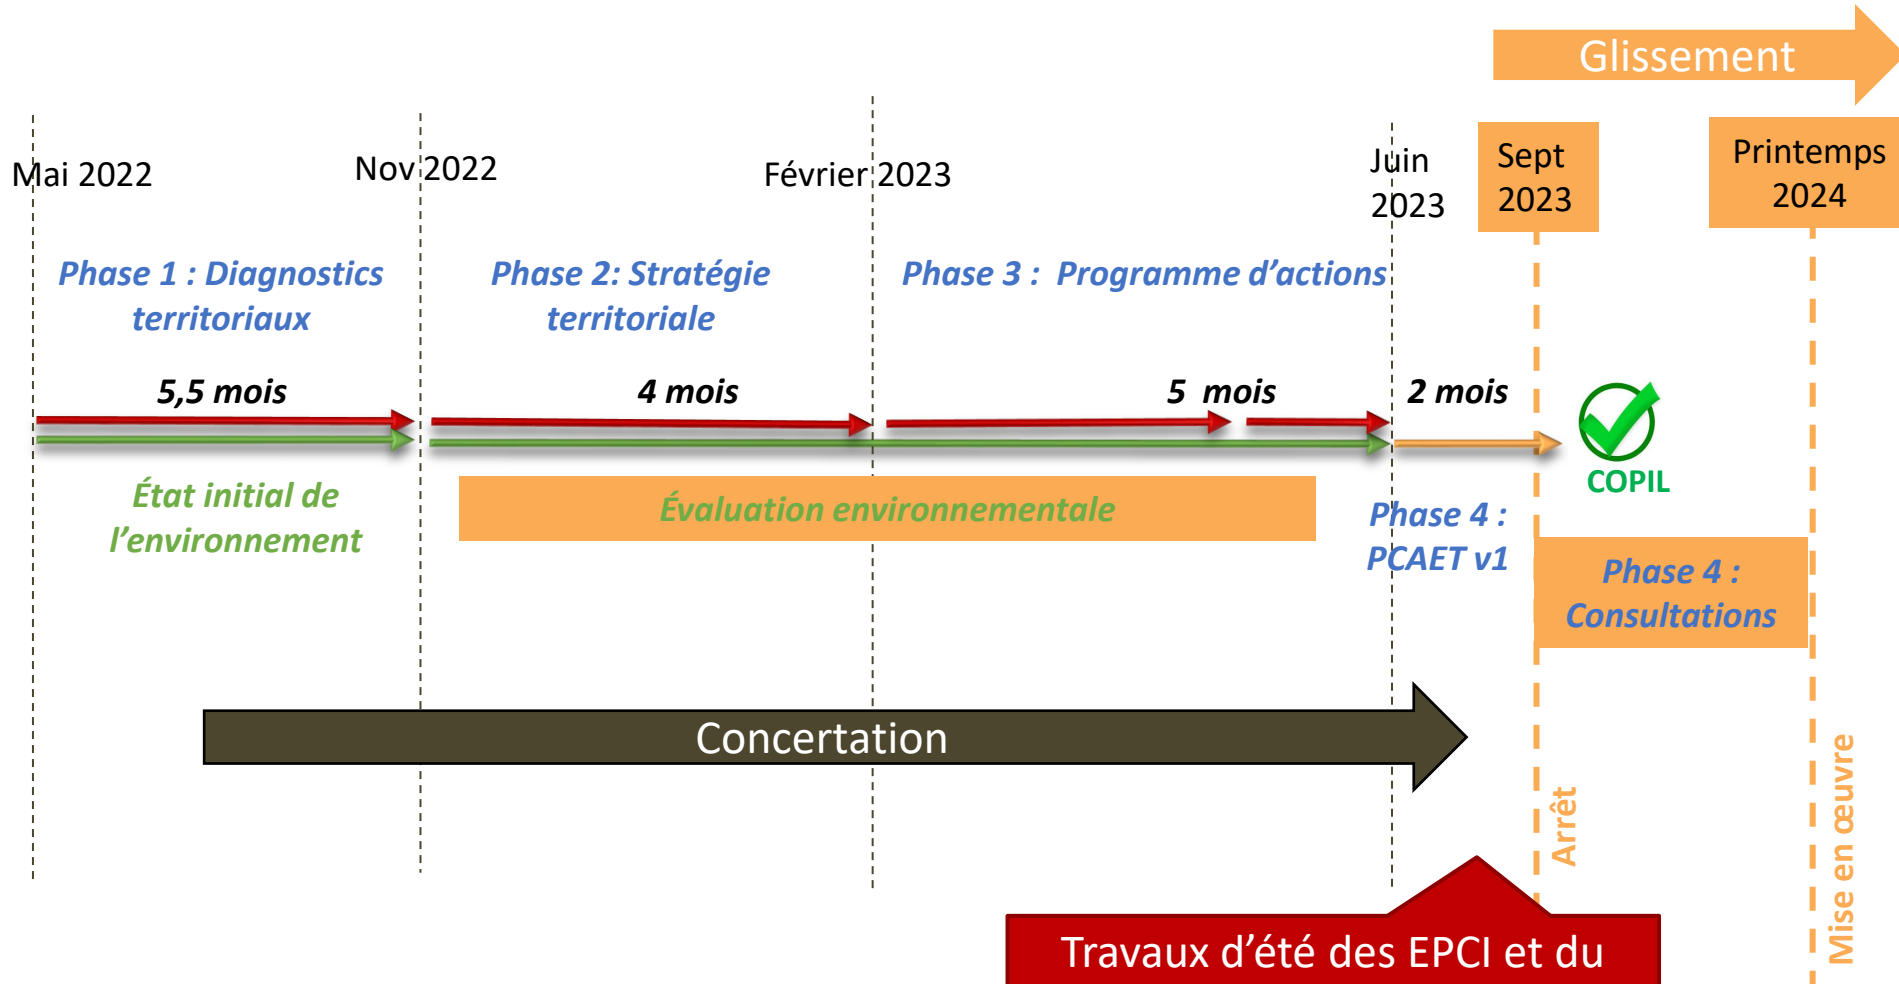 Glissement
Mai 2022
Nov 2022
Février 2023
Juin
2023
Sept
2023
Printemps
2024
Phase 1 : Diagnostics
territoriaux
Phase 2: Stratégie
territoriale
Phase 3 :  Programme d’actions
5,5 mois
4 mois
5  mois
2 mois
COPIL
État initial de
l’environnement
Évaluation environnementale
Phase 4 :
PCAET v1
Phase 4 :
Consultations
Concertation
Arrêt
Mise en œuvre
Travaux d’été des EPCI et du